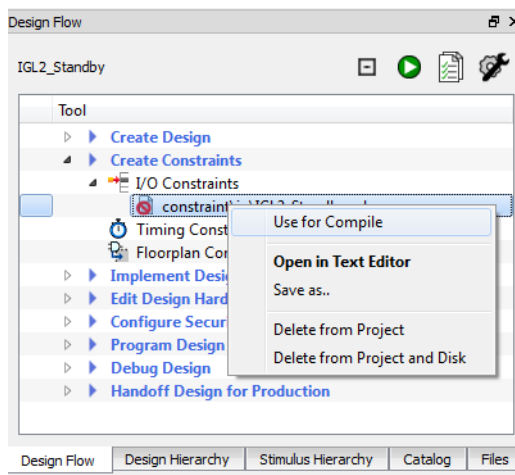 Design Flow
IGL2_Standby
Tool
Create Design
Create Constraints
I/O Constraints
Use for Compile
Timing Const
Open in Text Editor
Floorplan Cor
Save as..
Implement Desi
Edit Design Hard
Delete from Project
Configure Secur
Program Design
Delete from Project and Disk
Debug Design
Handoff Design for Production
Design Flow Design Hierarchy Stimulus Hierarchy Catalog Files